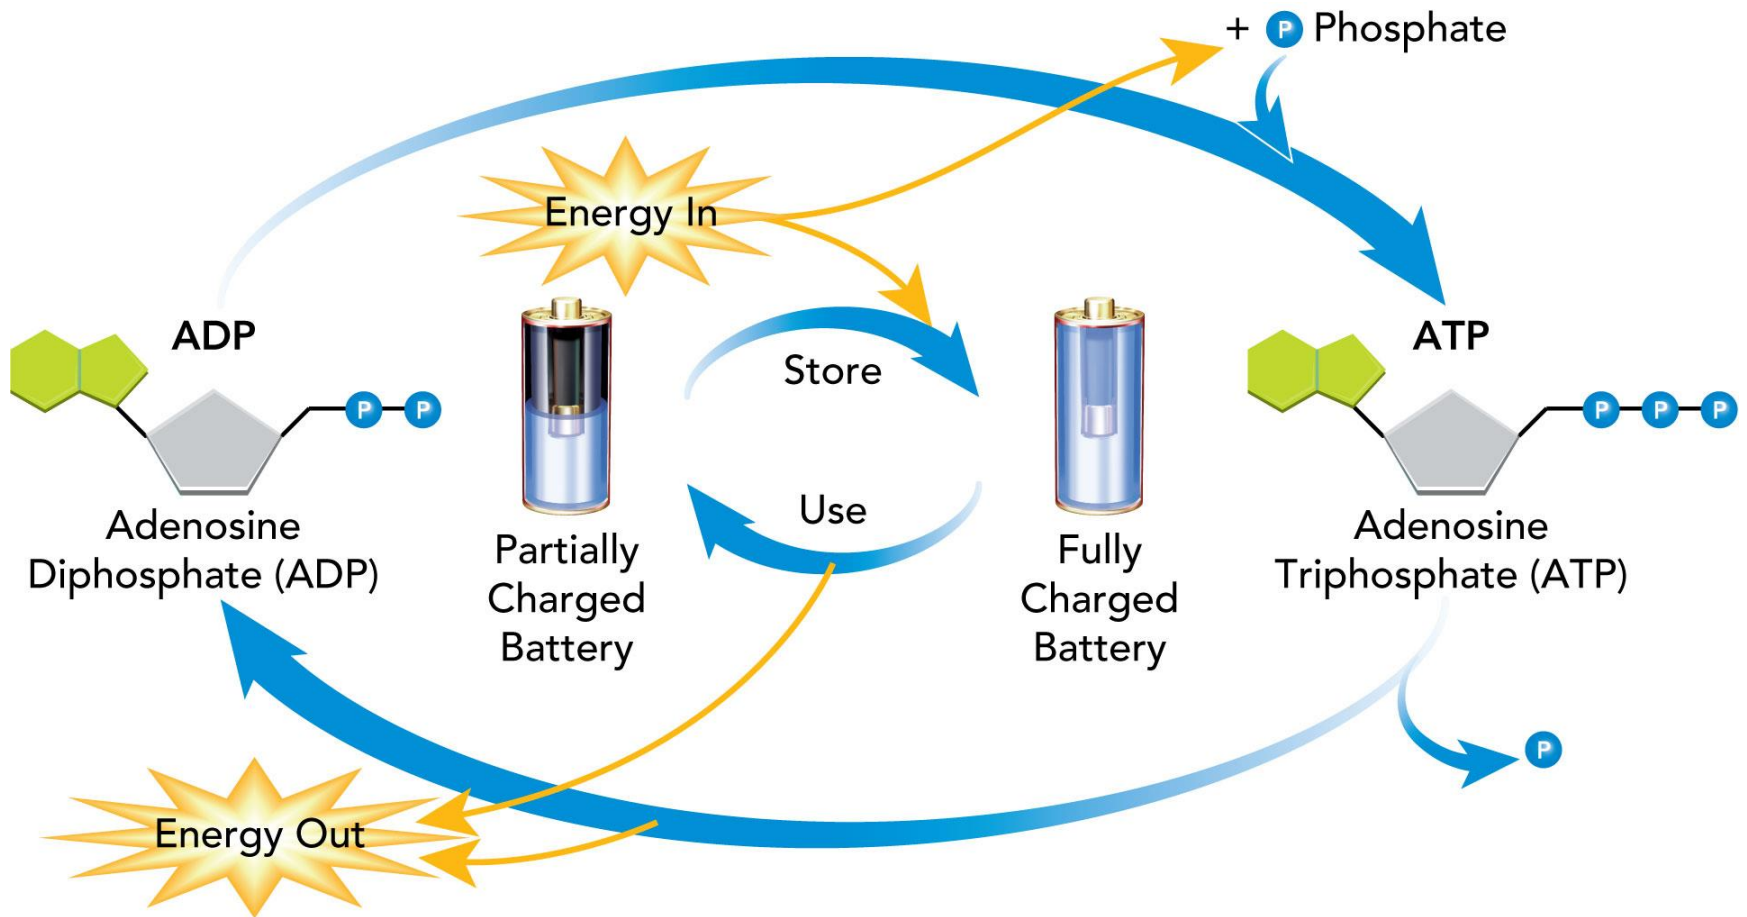 + P Phosphate
Energy In
ADP
ATP
Store
P P
P P P
Use
Adenosine
Diphosphate (ADP)
Partially
Charged
Battery
Fully
Charged
Battery
Adenosine
Triphosphate (ATP)
P
Energy Out